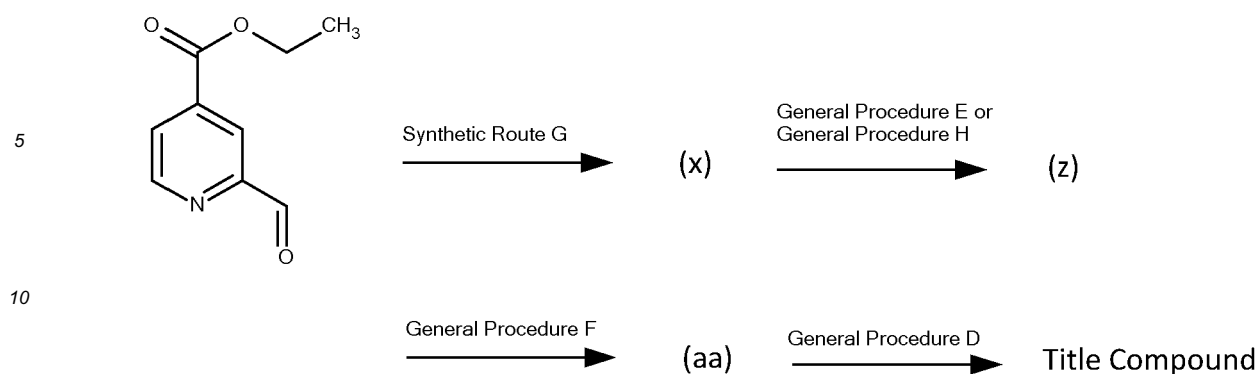 O
O
CH3
5
N
O
Synthetic Route G
(x)
General Procedure E or
General Procedure H
(z)
10
General Procedure F
(aa)
General Procedure D
Title Compound